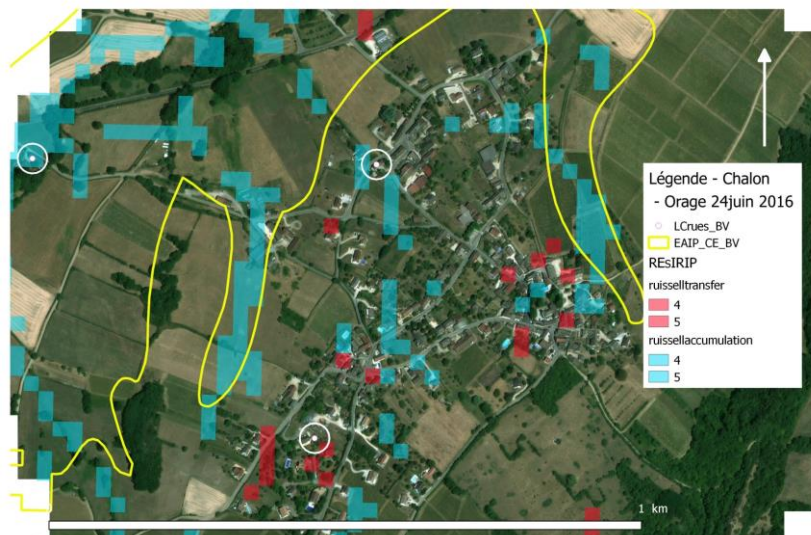 Légende - Chalon
- Orage 24juin 2016
LCrues_BV
EAIP_CE_BV
REsIRIP
ruisselltransfer
4
5
ruissellaccumulation
4
5
1 km